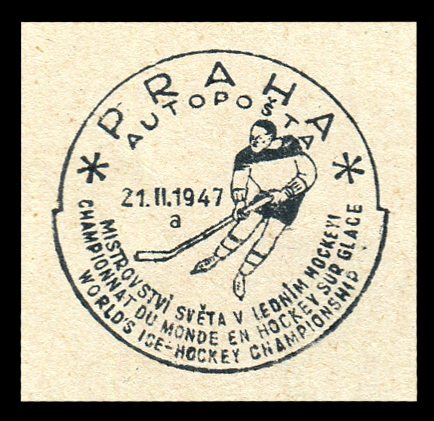 PRAHA
AUTOPOŠTA
21.II.1947
a
MISTROVSTVÍ SVĚTA V LEDNÍM HOCKEYI
CHAMPIONNAT DU MONDE EN HOCKEY SUR GLACE
WORLD'S ICE-HOCKEY CHAMPIONSHIP